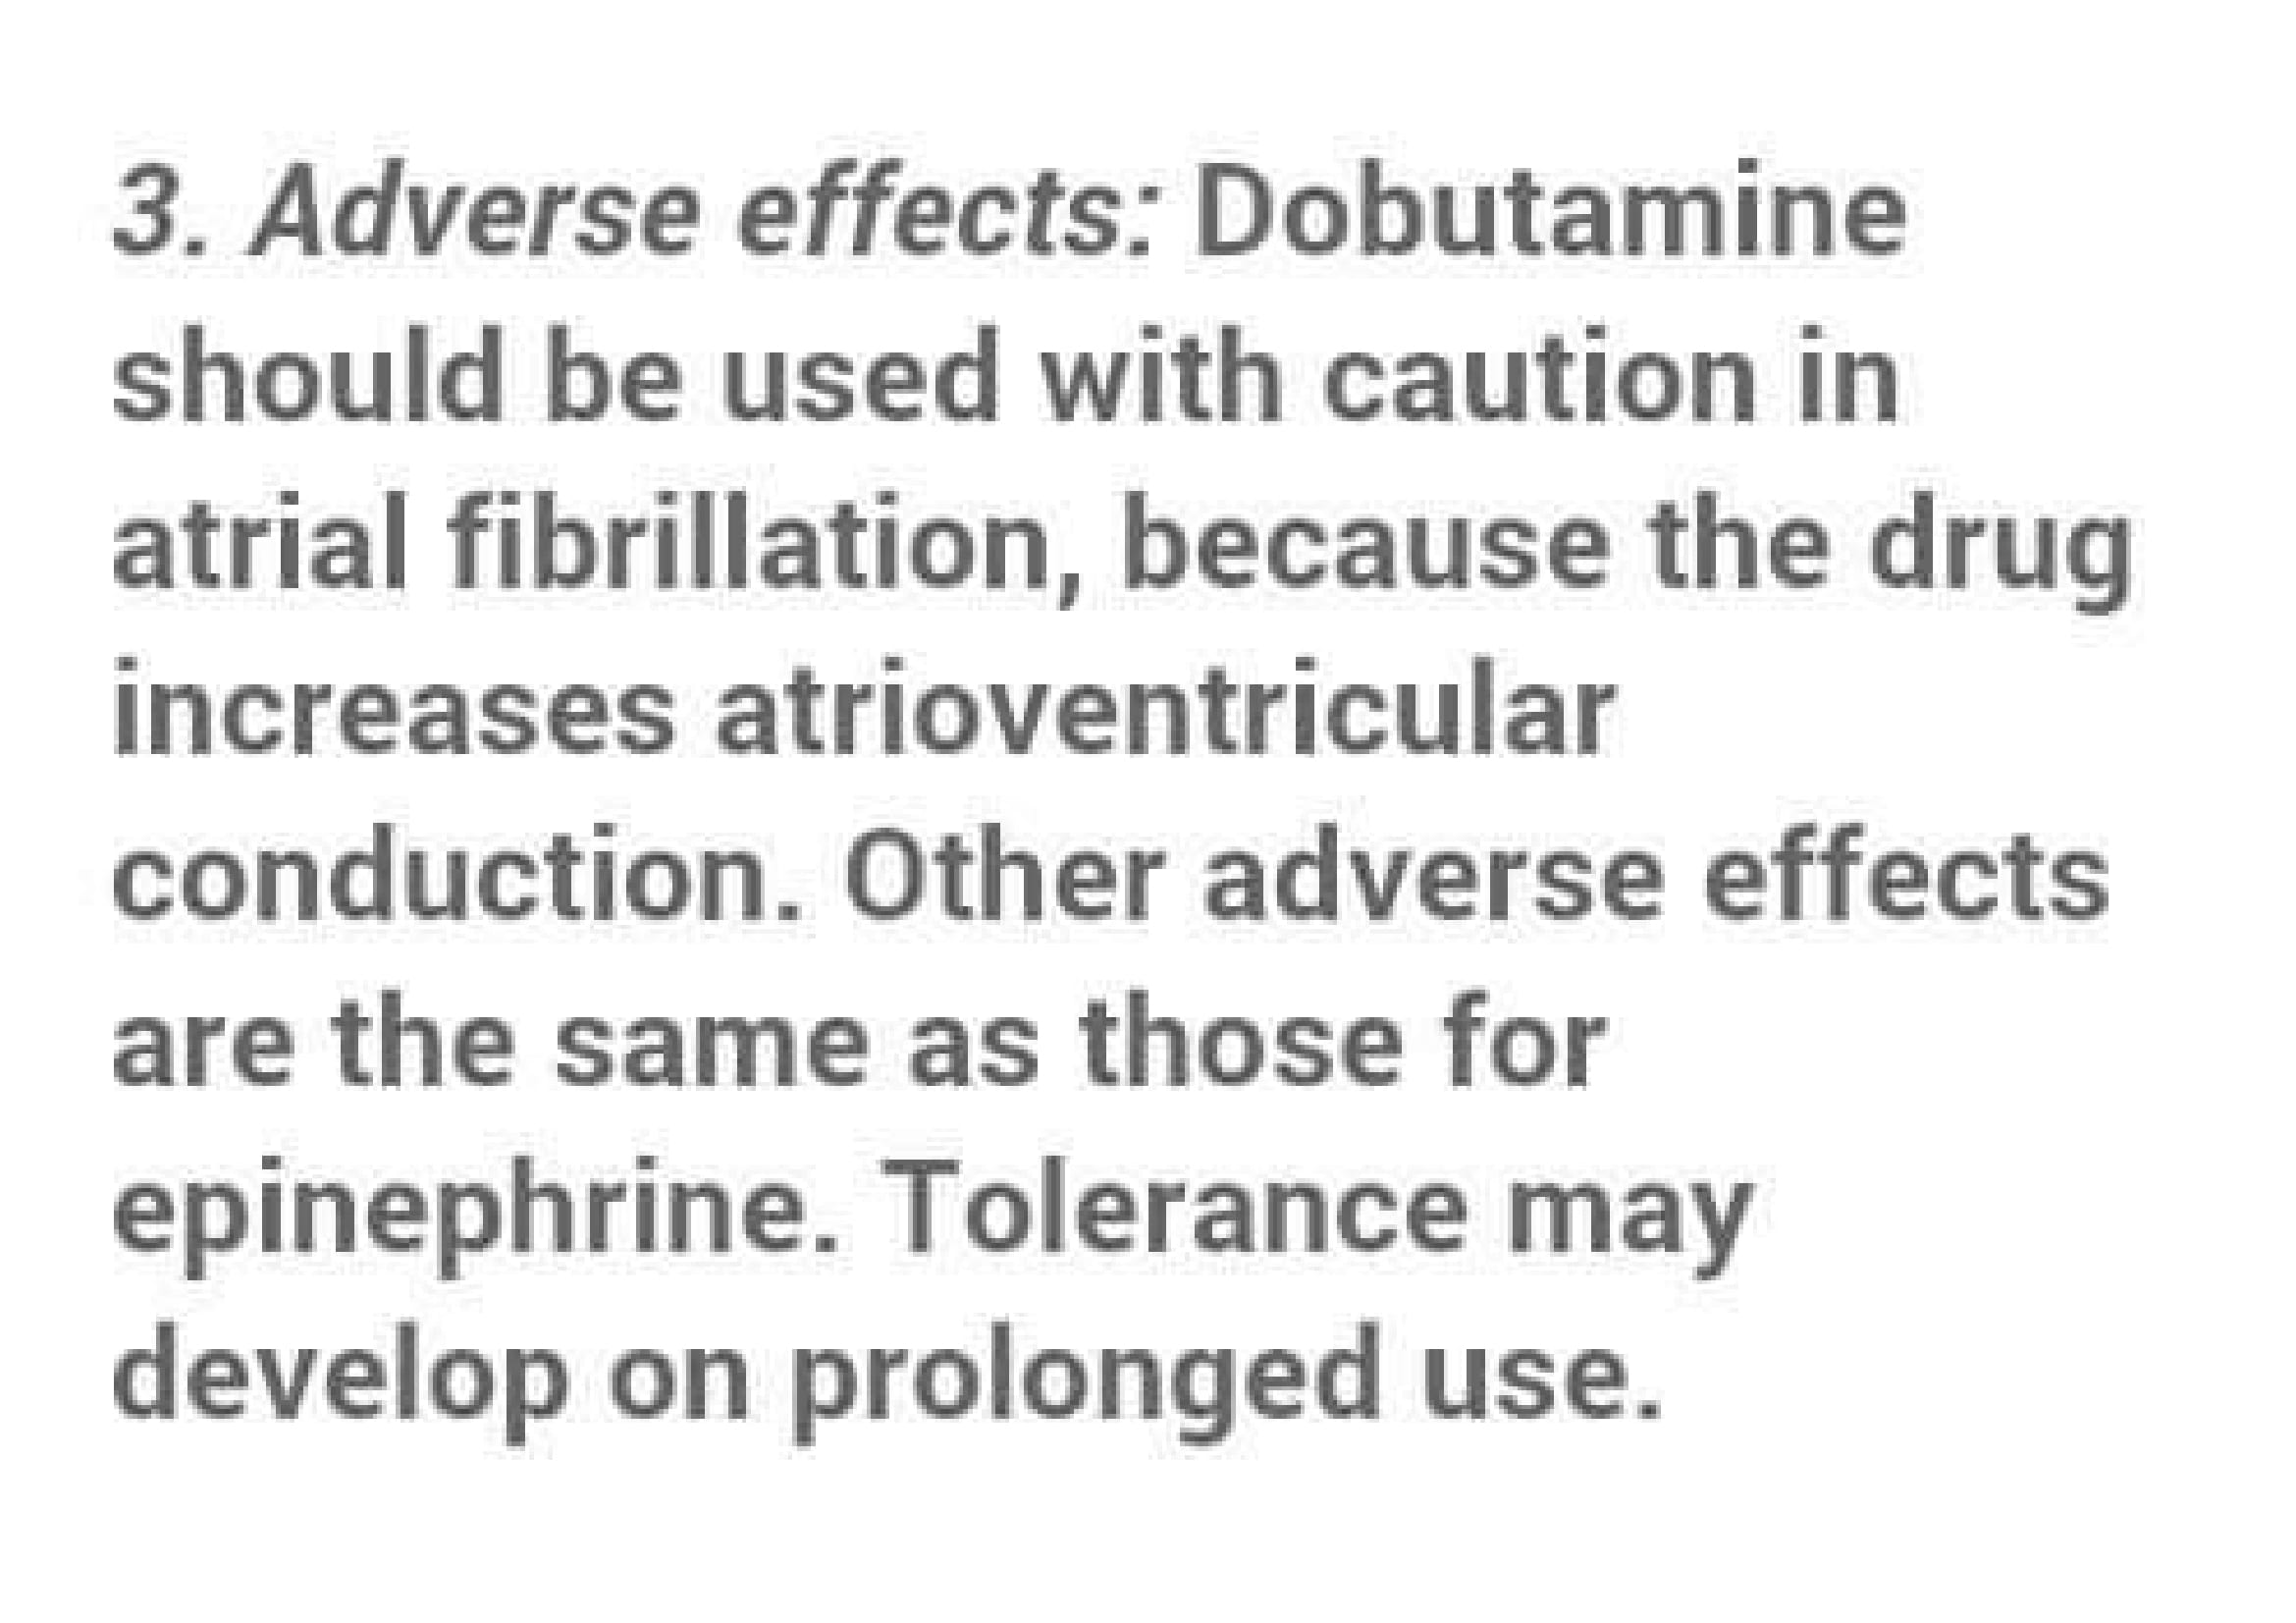 3. Adverse effects: Dobutamine
should be used with caution in
atrial fibrillation, because the drug
increases atrioventricular
conduction. Other adverse effects
are the same as those for
epinephrine. Tolerance may
develop on prolonged use.